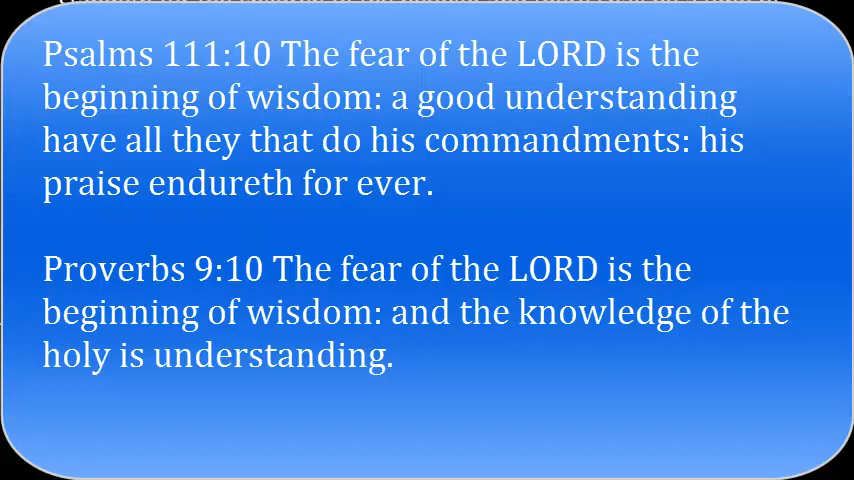 Psalms 111:10 The fear of the LORD is the
beginning of wisdom: a good understanding
have all they that do his commandments: his
praise endureth for ever.
Proverbs 9:10 The fear of the LORD is the
beginning of wisdom: and the knowledge of the
holy is understanding.